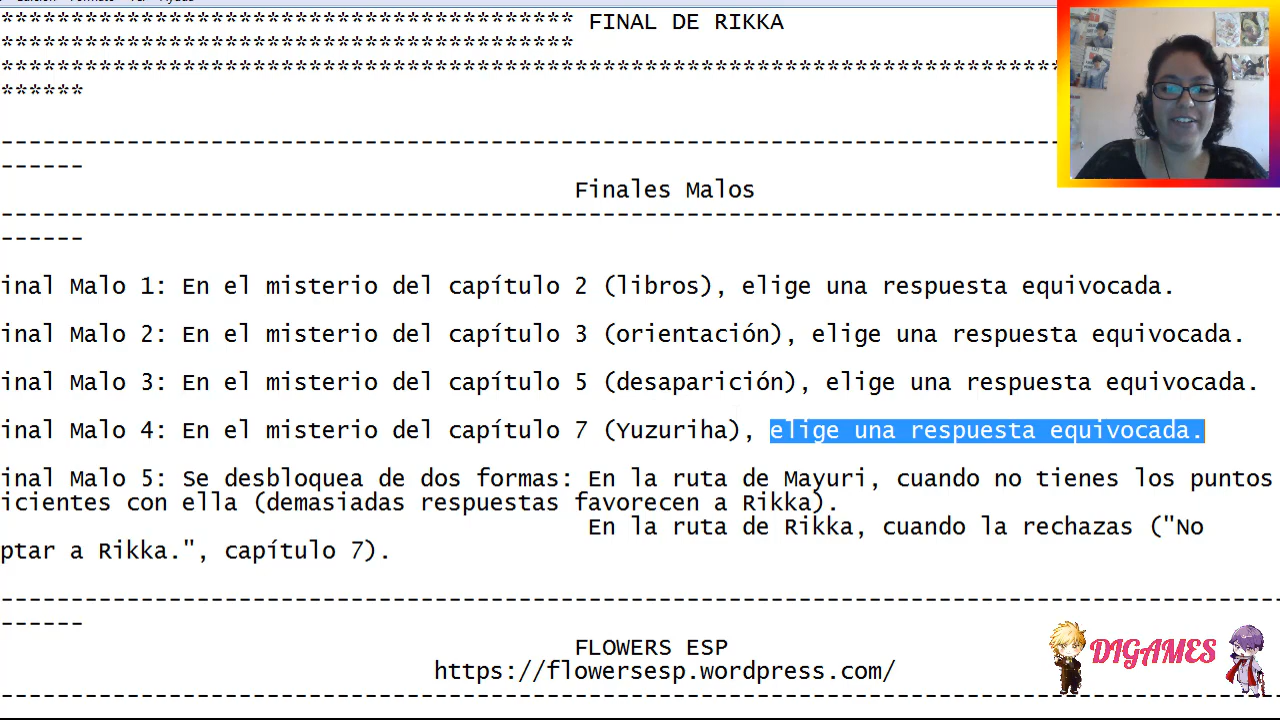 ***************************************** FINAL DE RIKKA
*****************************************
****************************************************************************
******
----------------------------------------------------------------------------
------
Finales Malos
--------------------------------------------------------------------------------------------
------
inal Malo 1: En el misterio del capítulo 2 (libros), elige una respuesta equivocada.
inal Malo 2: En el misterio del capítulo 3 (orientación), elige una respuesta equivocada.
inal Malo 3: En el misterio del capítulo 5 (desaparición), elige una respuesta equivocada.
inal Malo 4: En el misterio del capítulo 7 (Yuzuriha), elige una respuesta equivocada.
inal Malo 5: Se desbloquea de dos formas: En la ruta de Mayuri, cuando no tienes los puntos
icientes con ella (demasiadas respuestas favorecen a Rikka).
En la ruta de Rikka, cuando la rechazas ("No
ptar a Rikka.", capítulo 7).
--------------------------------------------------------------------------------------------
------
FLOWERS ESP
https://flowersesp.wordpress.com/
--------------------------------------------------------------------------------------------
DIGAMES